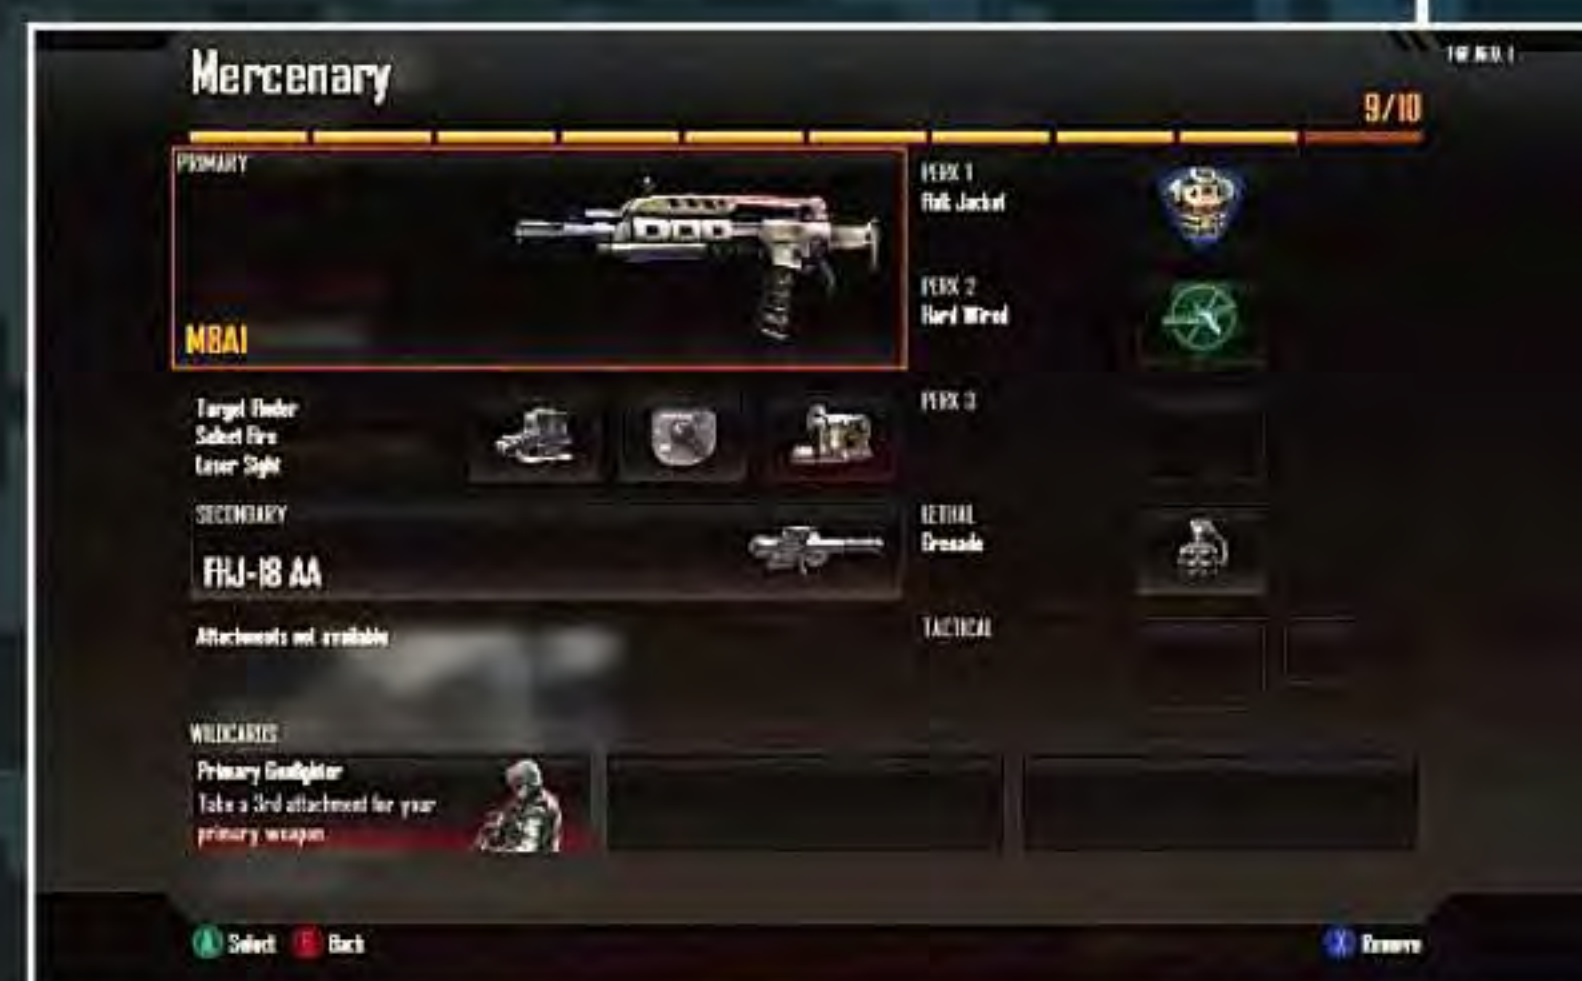 Mercenary
9/10
PRIMARY
M8A1
Target Finder
Select Fire
Laser Sight
SECONDARY
FHJ-18 AA
Attachments not available
WILDCARDS
Primary Gunfighter
Take a 3rd attachment for your
primary weapon
PERK 1
Flak Jacket
PERK 2
Hard Wired
PERK 3
LETHAL
Grenade
TACTICAL
A Select B Back
X Remove